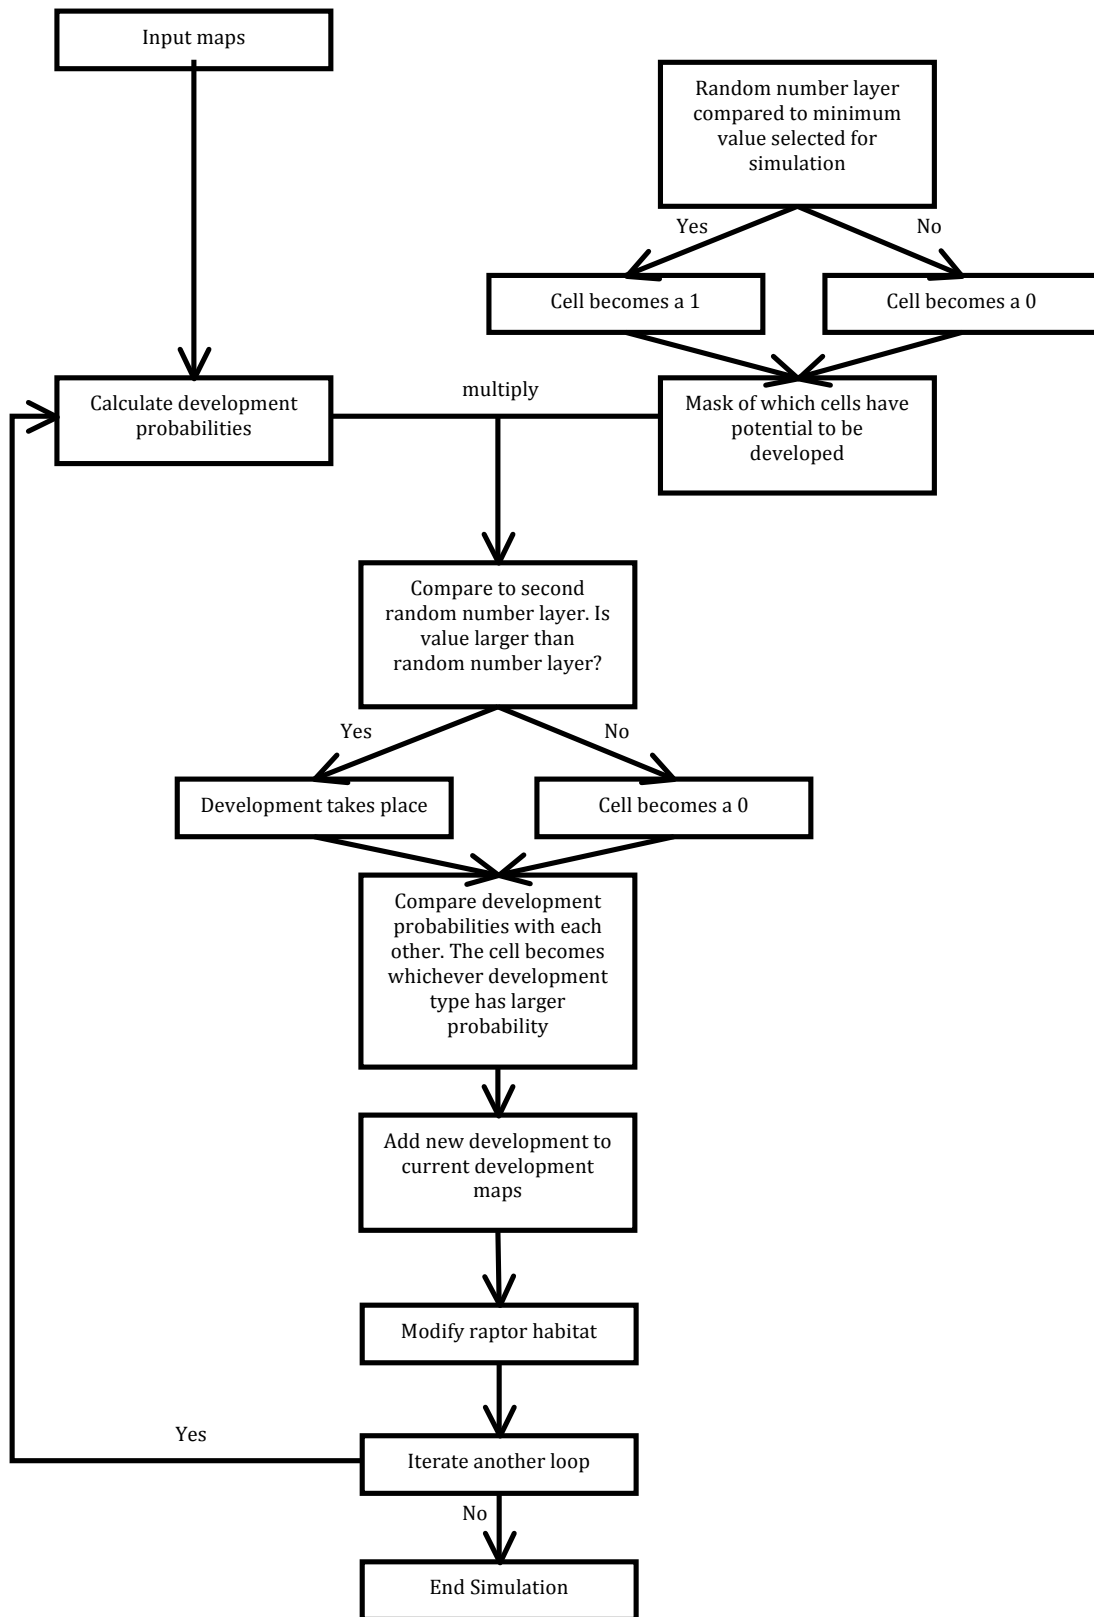 Input maps
Random number layer
compared to minimum
value selected for
simulation
Yes
No
Cell becomes a 1
Cell becomes a 0
Calculate development
probabilities
multiply
Mask of which cells have
potential to be
developed
Compare to second
random number layer. Is
value larger than
random number layer?
Yes
No
Development takes place
Cell becomes a 0
Compare development
probabilities with each
other. The cell becomes
whichever development
type has larger
probability
Add new development to
current development
maps
Modify raptor habitat
Yes
Iterate another loop
No
End Simulation